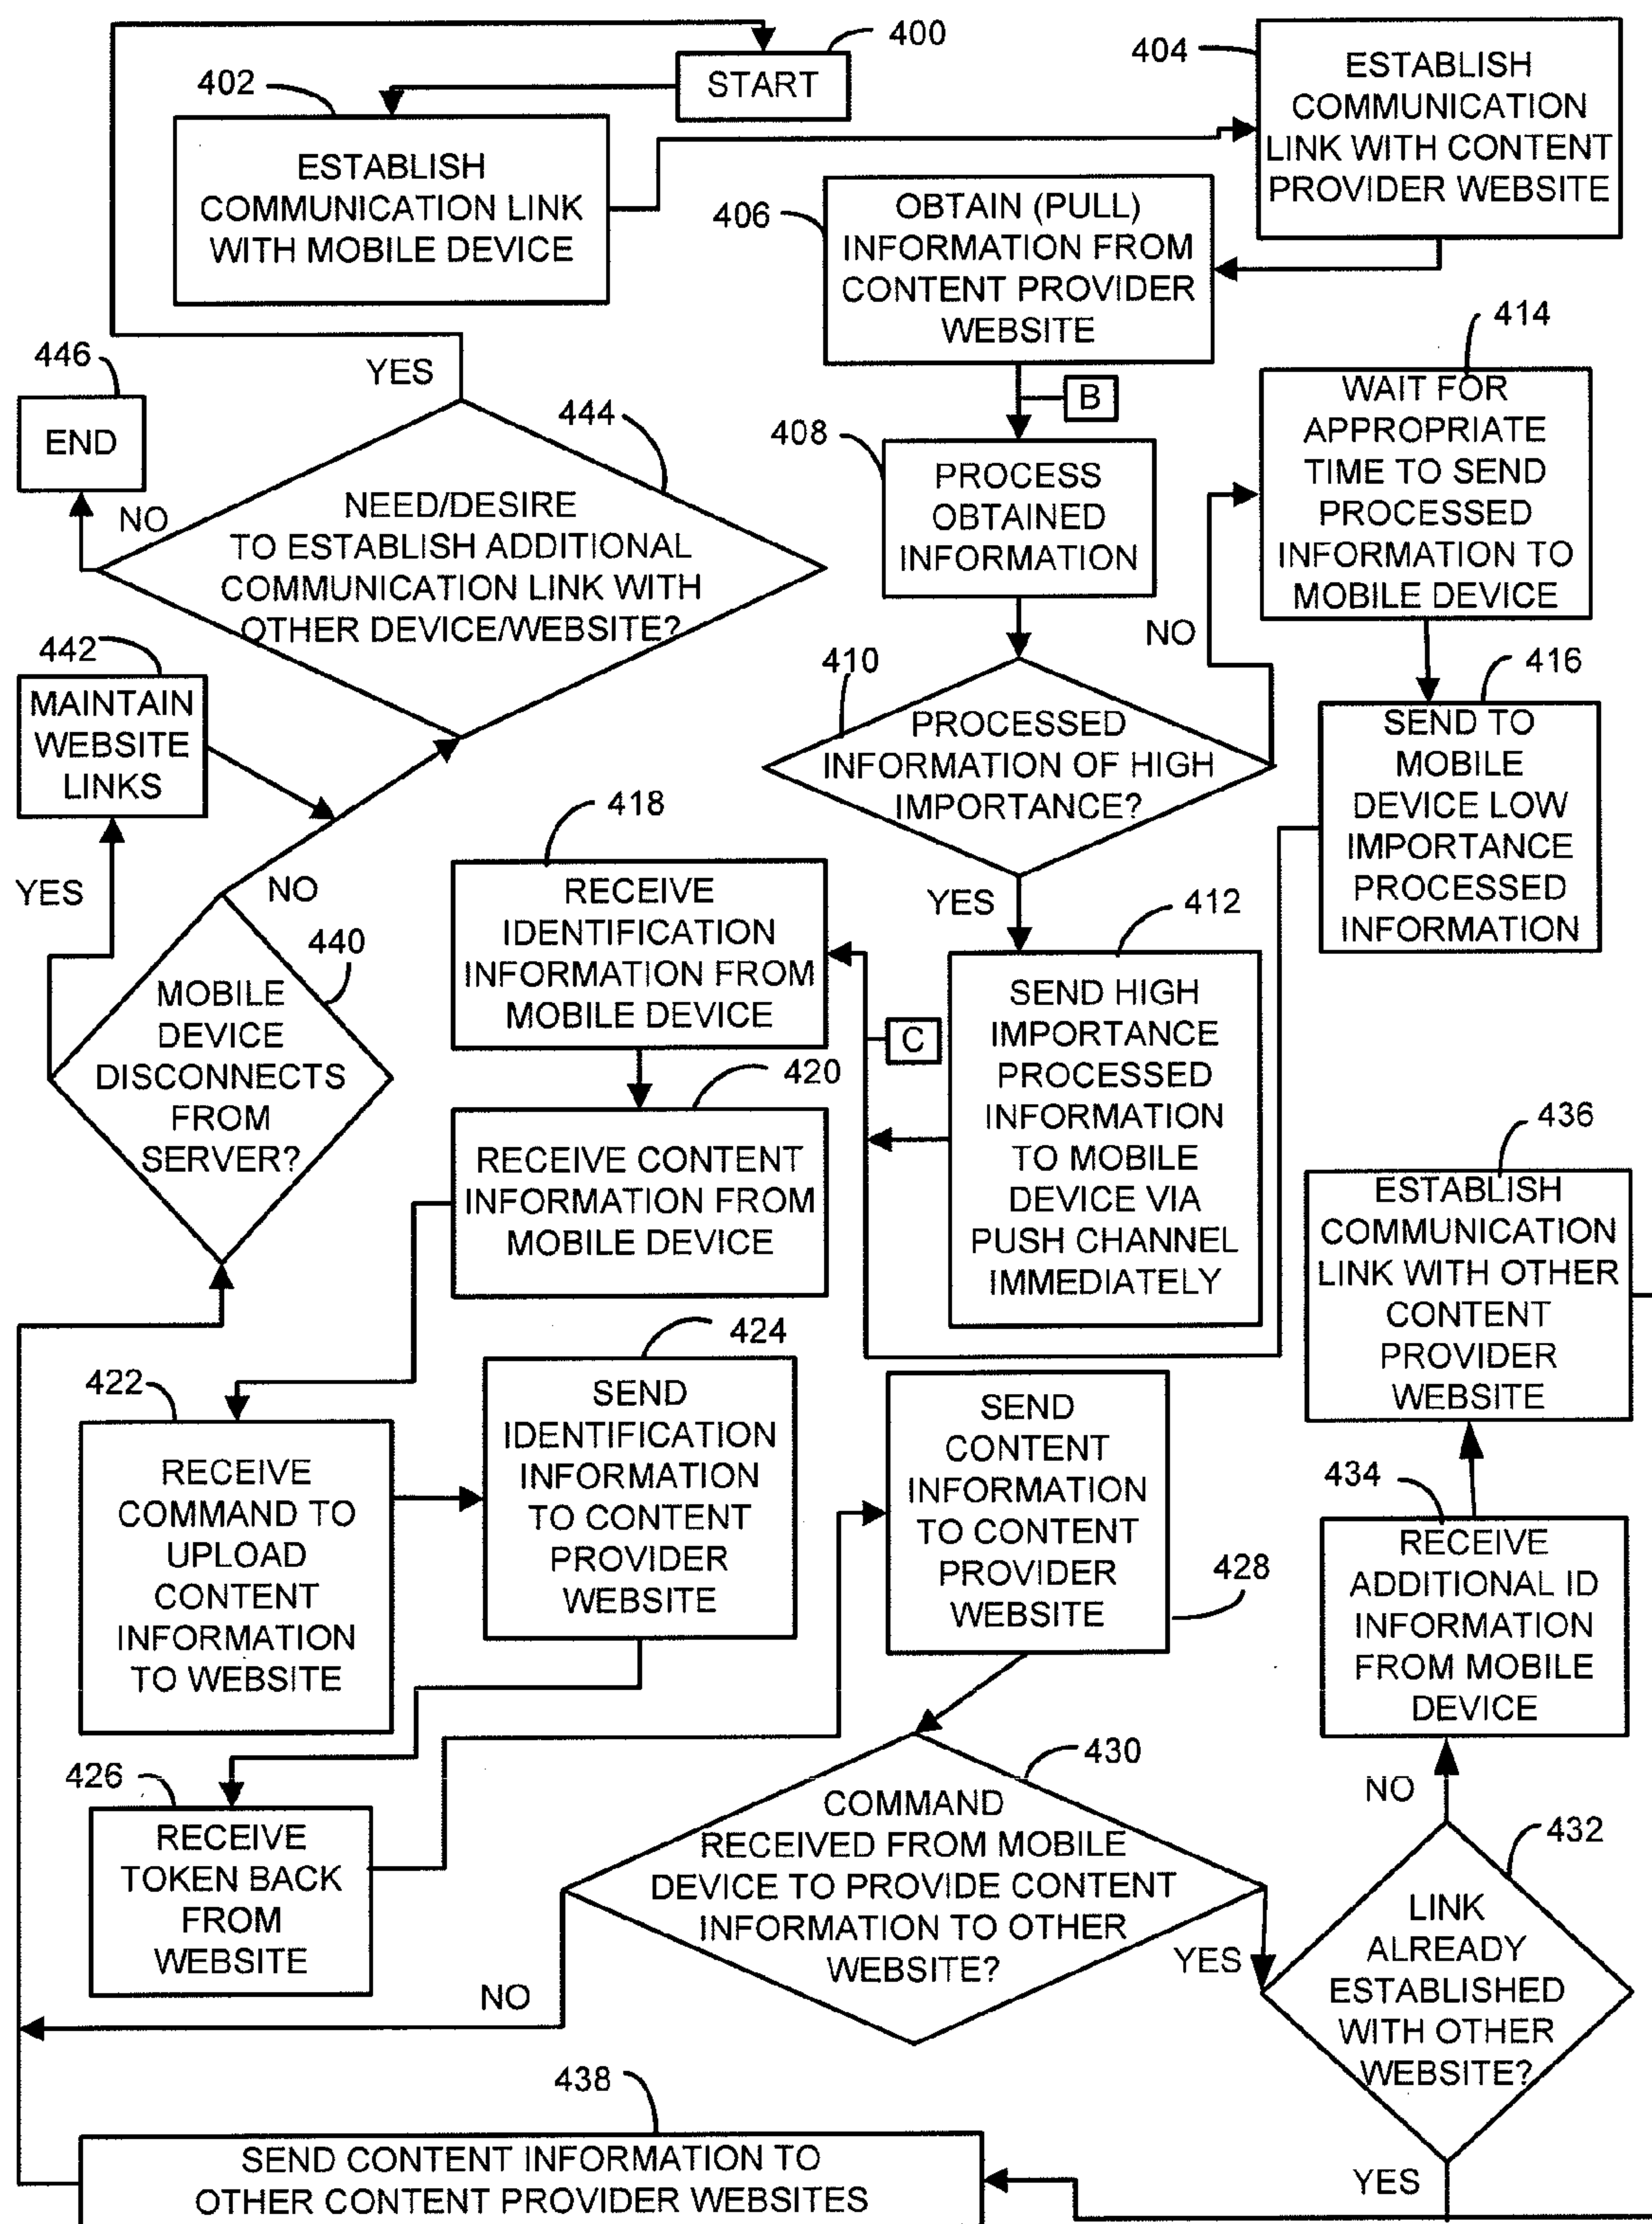 400
START
402
ESTABLISH
COMMUNICATION LINK
WITH MOBILE DEVICE
404
ESTABLISH
COMMUNICATION
LINK WITH CONTENT
PROVIDER WEBSITE
406
OBTAIN (PULL)
INFORMATION FROM
CONTENT PROVIDER
WEBSITE
B
408
PROCESS
OBTAINED
INFORMATION
410
PROCESSED
INFORMATION OF HIGH
IMPORTANCE?
NO
YES
414
WAIT FOR
APPROPRIATE
TIME TO SEND
PROCESSED
INFORMATION TO
MOBILE DEVICE
416
SEND TO
MOBILE
DEVICE LOW
IMPORTANCE
PROCESSED
INFORMATION
412
SEND HIGH
IMPORTANCE
PROCESSED
INFORMATION
TO MOBILE
DEVICE VIA
PUSH CHANNEL
IMMEDIATELY
C
418
RECEIVE
IDENTIFICATION
INFORMATION FROM
MOBILE DEVICE
420
RECEIVE CONTENT
INFORMATION FROM
MOBILE DEVICE
422
RECEIVE
COMMAND TO
UPLOAD
CONTENT
INFORMATION
TO WEBSITE
424
SEND
IDENTIFICATION
INFORMATION
TO CONTENT
PROVIDER
WEBSITE
426
RECEIVE
TOKEN BACK
FROM
WEBSITE
428
SEND
CONTENT
INFORMATION
TO CONTENT
PROVIDER
WEBSITE
430
COMMAND
RECEIVED FROM MOBILE
DEVICE TO PROVIDE CONTENT
INFORMATION TO OTHER
WEBSITE?
NO
YES
432
LINK
ALREADY
ESTABLISHED
WITH OTHER
WEBSITE?
NO
YES
434
RECEIVE
ADDITIONAL ID
INFORMATION
FROM MOBILE
DEVICE
436
ESTABLISH
COMMUNICATION
LINK WITH OTHER
CONTENT
PROVIDER
WEBSITE
438
SEND CONTENT INFORMATION TO
OTHER CONTENT PROVIDER WEBSITES
440
MOBILE
DEVICE
DISCONNECTS
FROM
SERVER?
YES
NO
442
MAINTAIN
WEBSITE
LINKS
444
NEED/DESIRE
TO ESTABLISH ADDITIONAL
COMMUNICATION LINK WITH
OTHER DEVICE/WEBSITE?
YES
NO
446
END